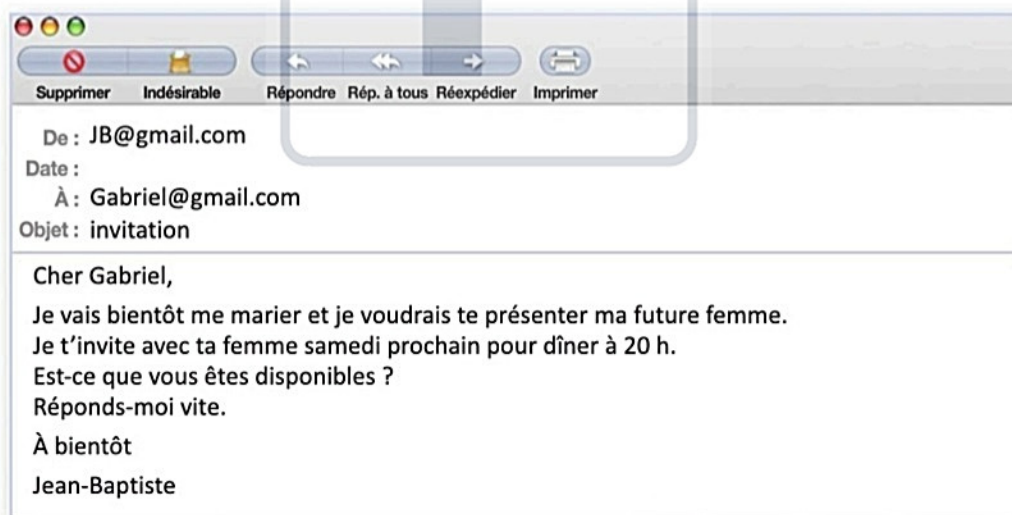 Supprimer Indésirable Répondre Rép. à tous Réexpédier Imprimer
De : JB@gmail.com
Date :
À : Gabriel@gmail.com
Objet : invitation
Cher Gabriel,
Je vais bientôt me marier et je voudrais te présenter ma future femme.
Je t’invite avec ta femme samedi prochain pour dîner à 20 h.
Est-ce que vous êtes disponibles ?
Réponds-moi vite.
À bientôt
Jean-Baptiste